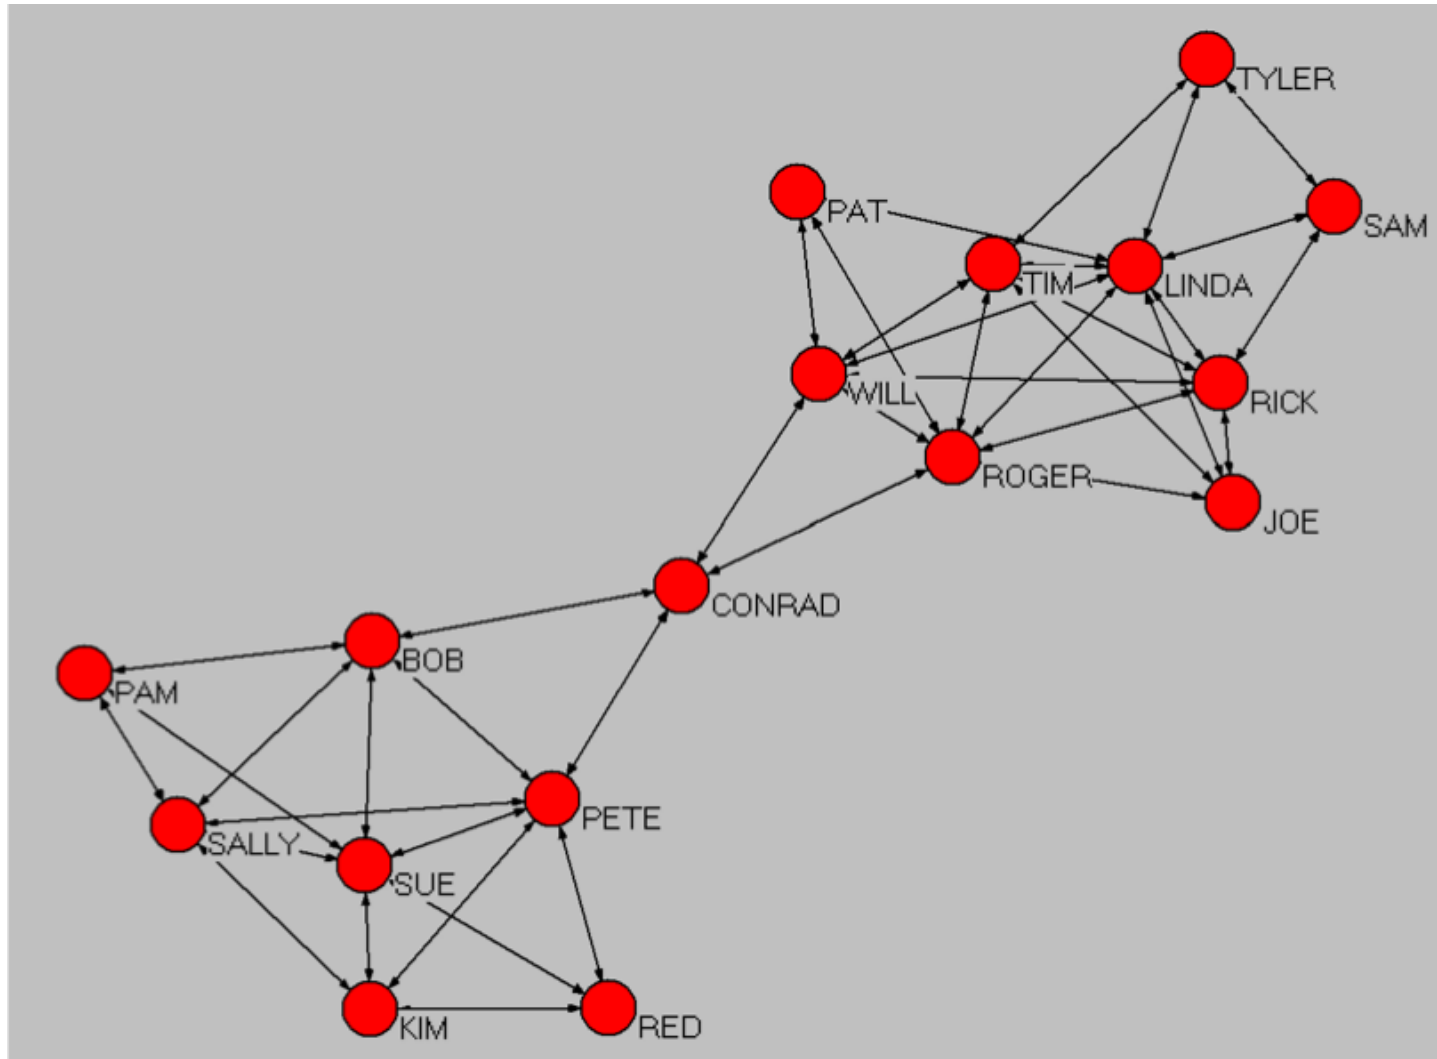 TYLER
PAT
SAM
TIM
LINDA
WILL
RICK
ROGER
JOE
CONRAD
BOB
PAM
PETE
SALLY
SUE
KIM
RED